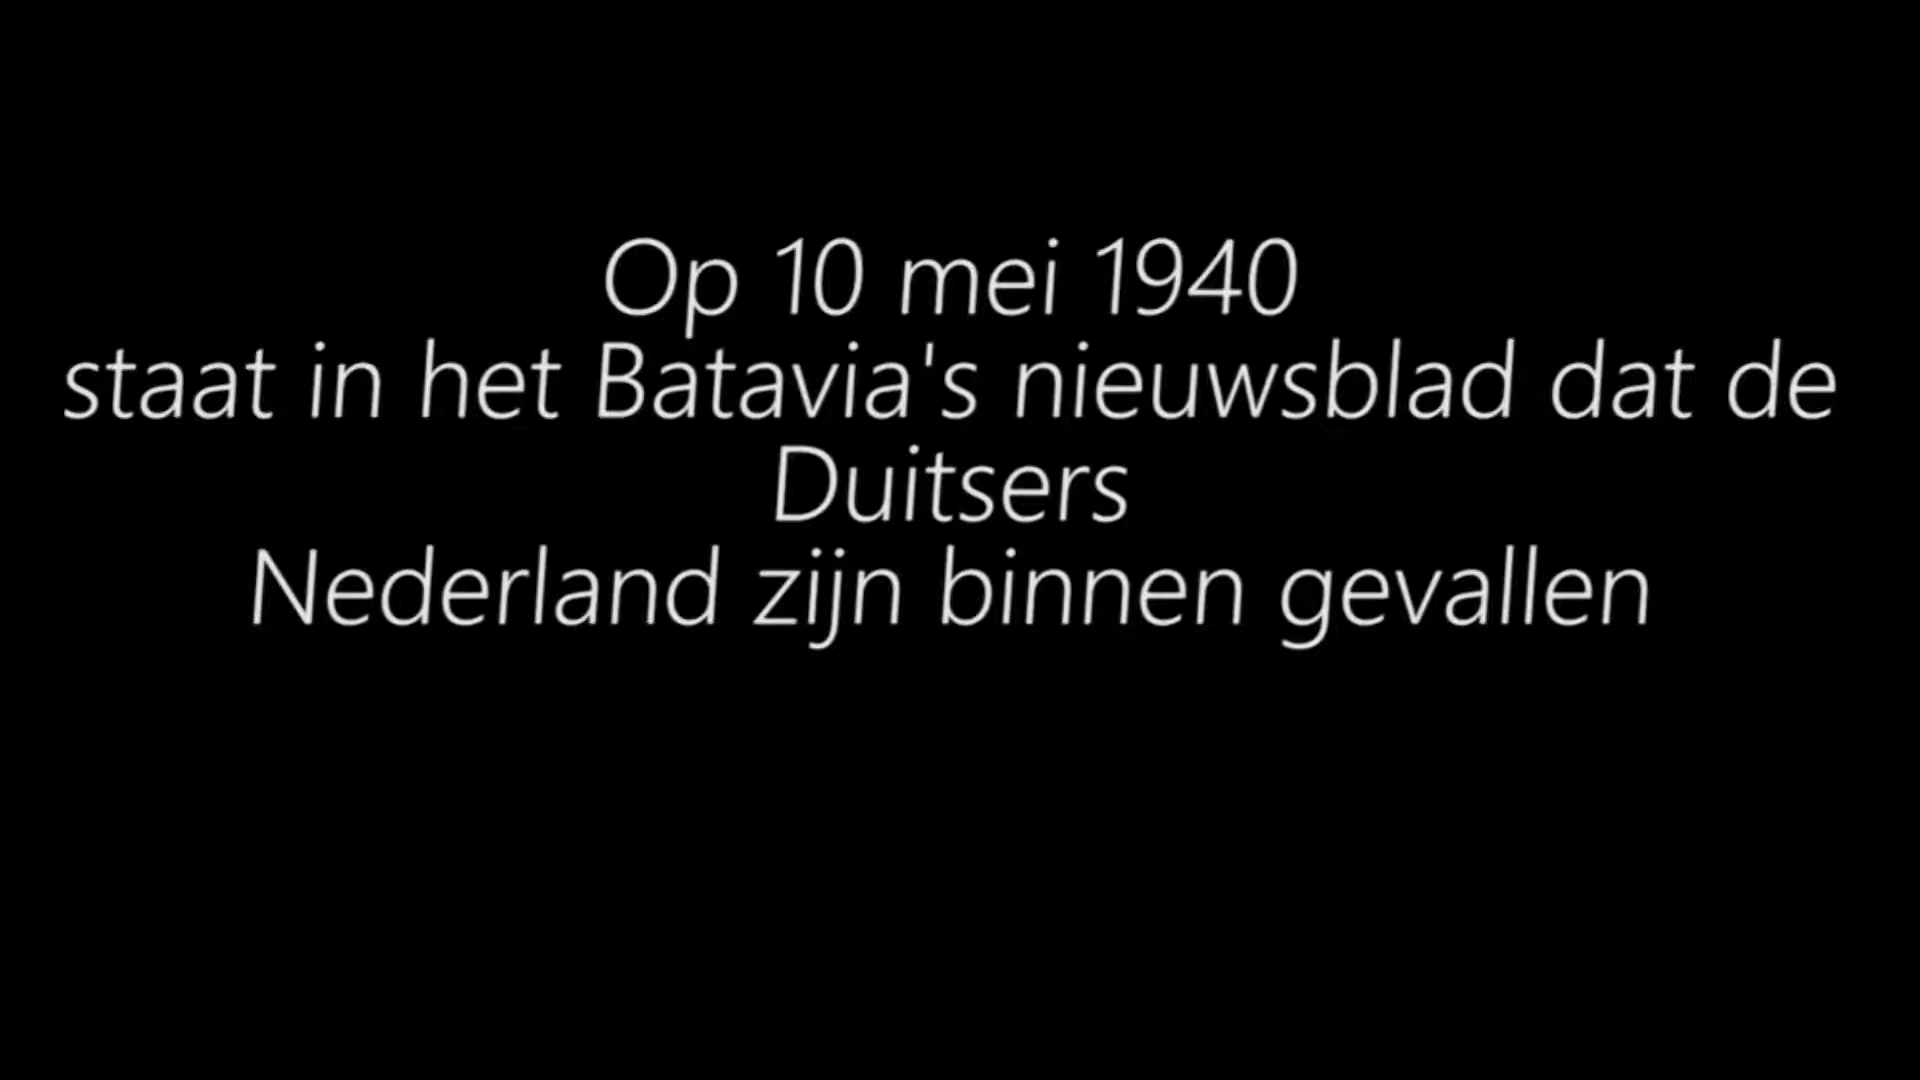 Op 10 mei 1940
staat in het Batavia's nieuwsblad dat de
Duitsers
Nederland zijn binnen gevallen